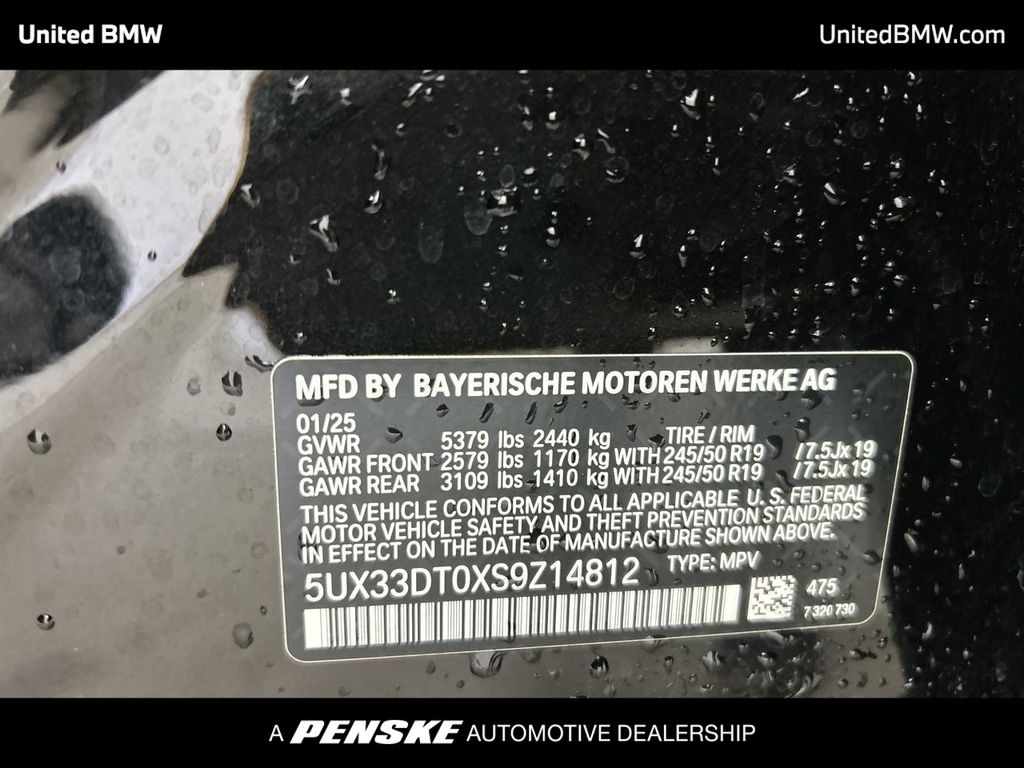 United BMW
UnitedBMW.com
MFD BY BAYERISCHE MOTOREN WERKE AG
01/25
GVWR 5379 lbs 2440 kg TIRE / RIM
GAWR FRONT 2579 lbs 1170 kg WITH 245/50 R19 /7.5Jx19
GAWR REAR 3109 lbs 1410 kg WITH 245/50 R19 /7.5Jx19
THIS VEHICLE CONFORMS TO ALL APPLICABLE U. S. FEDERAL
MOTOR VEHICLE SAFETY AND THEFT PREVENTION STANDARDS
IN EFFECT ON THE DATE OF MANUFACTURE SHOWN ABOVE.
5UX33DT0XS9Z14812 TYPE: MPV
475
7 320 730
A PENSKE AUTOMOTIVE DEALERSHIP